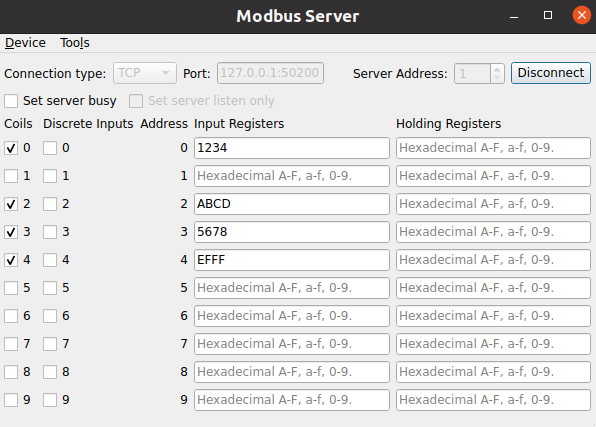 Modbus Server
Device Tools
Connection type: TCP Port: 127.0.0.1:50200 Server Address: 1 Disconnect
Set server busy Set server listen only
Coils Discrete Inputs Address Input Registers Holding Registers
0 0 0 1234 Hexadecimal A-F, a-f, 0-9.
1 1 1 Hexadecimal A-F, a-f, 0-9. Hexadecimal A-F, a-f, 0-9.
2 2 2 ABCD Hexadecimal A-F, a-f, 0-9.
3 3 3 5678 Hexadecimal A-F, a-f, 0-9.
4 4 4 EFFF Hexadecimal A-F, a-f, 0-9.
5 5 5 Hexadecimal A-F, a-f, 0-9. Hexadecimal A-F, a-f, 0-9.
6 6 6 Hexadecimal A-F, a-f, 0-9. Hexadecimal A-F, a-f, 0-9.
7 7 7 Hexadecimal A-F, a-f, 0-9. Hexadecimal A-F, a-f, 0-9.
8 8 8 Hexadecimal A-F, a-f, 0-9. Hexadecimal A-F, a-f, 0-9.
9 9 9 Hexadecimal A-F, a-f, 0-9. Hexadecimal A-F, a-f, 0-9.